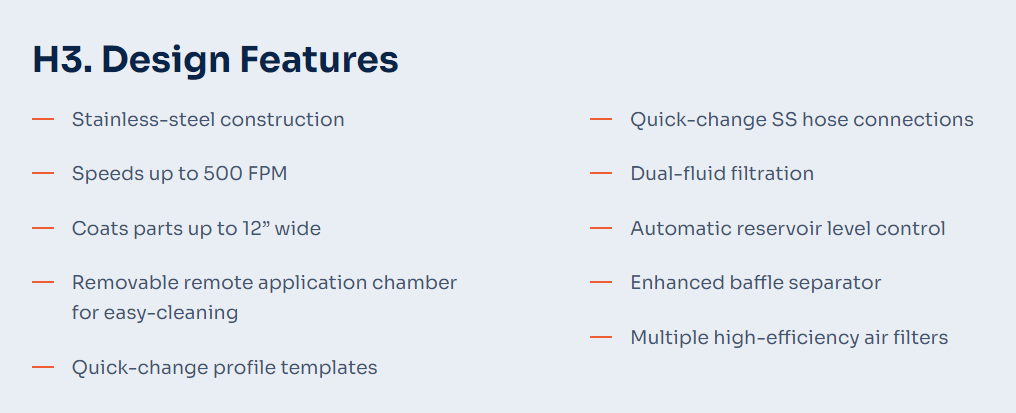 H3. Design Features
Stainless-steel construction
Speeds up to 500 FPM
Coats parts up to 12” wide
Removable remote application chamber
for easy-cleaning
Quick-change profile templates
Quick-change SS hose connections
Dual-fluid filtration
Automatic reservoir level control
Enhanced baffle separator
Multiple high-efficiency air filters